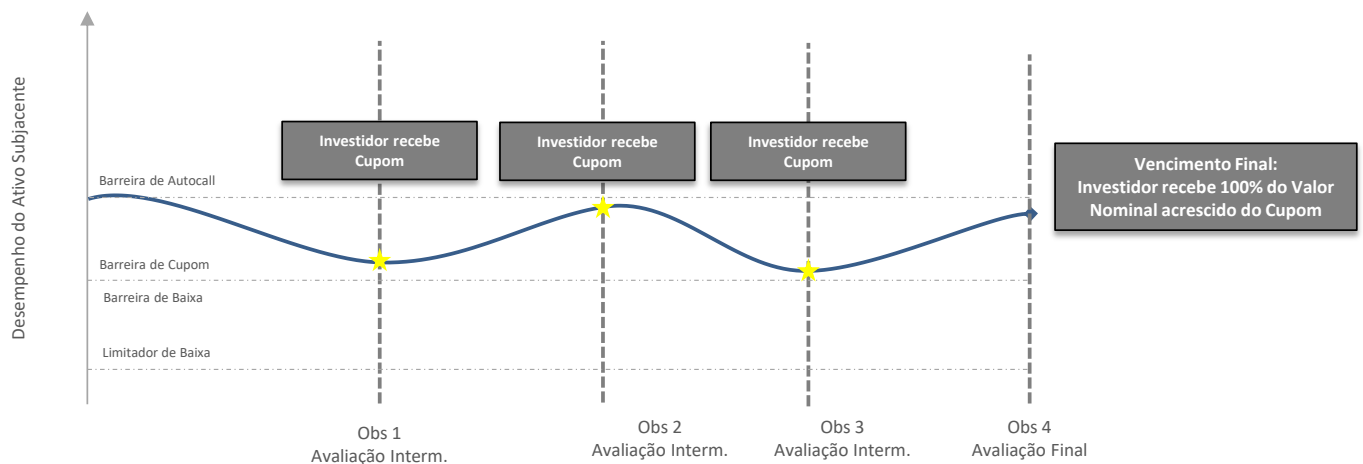 Desempenho do Ativo Subjacente
Investidor recebe
Cupom
Investidor recebe
Cupom
Investidor recebe
Cupom
Vencimento Final:
Investidor recebe 100% do Valor
Nominal acrescido do Cupom
Barreira de Autocall
Barreira de Cupom
Barreira de Baixa
Limitador de Baixa
Obs 1
Avaliação Interm.
Obs 2
Avaliação Interm.
Obs 3
Avaliação Interm.
Obs 4
Avaliação Final